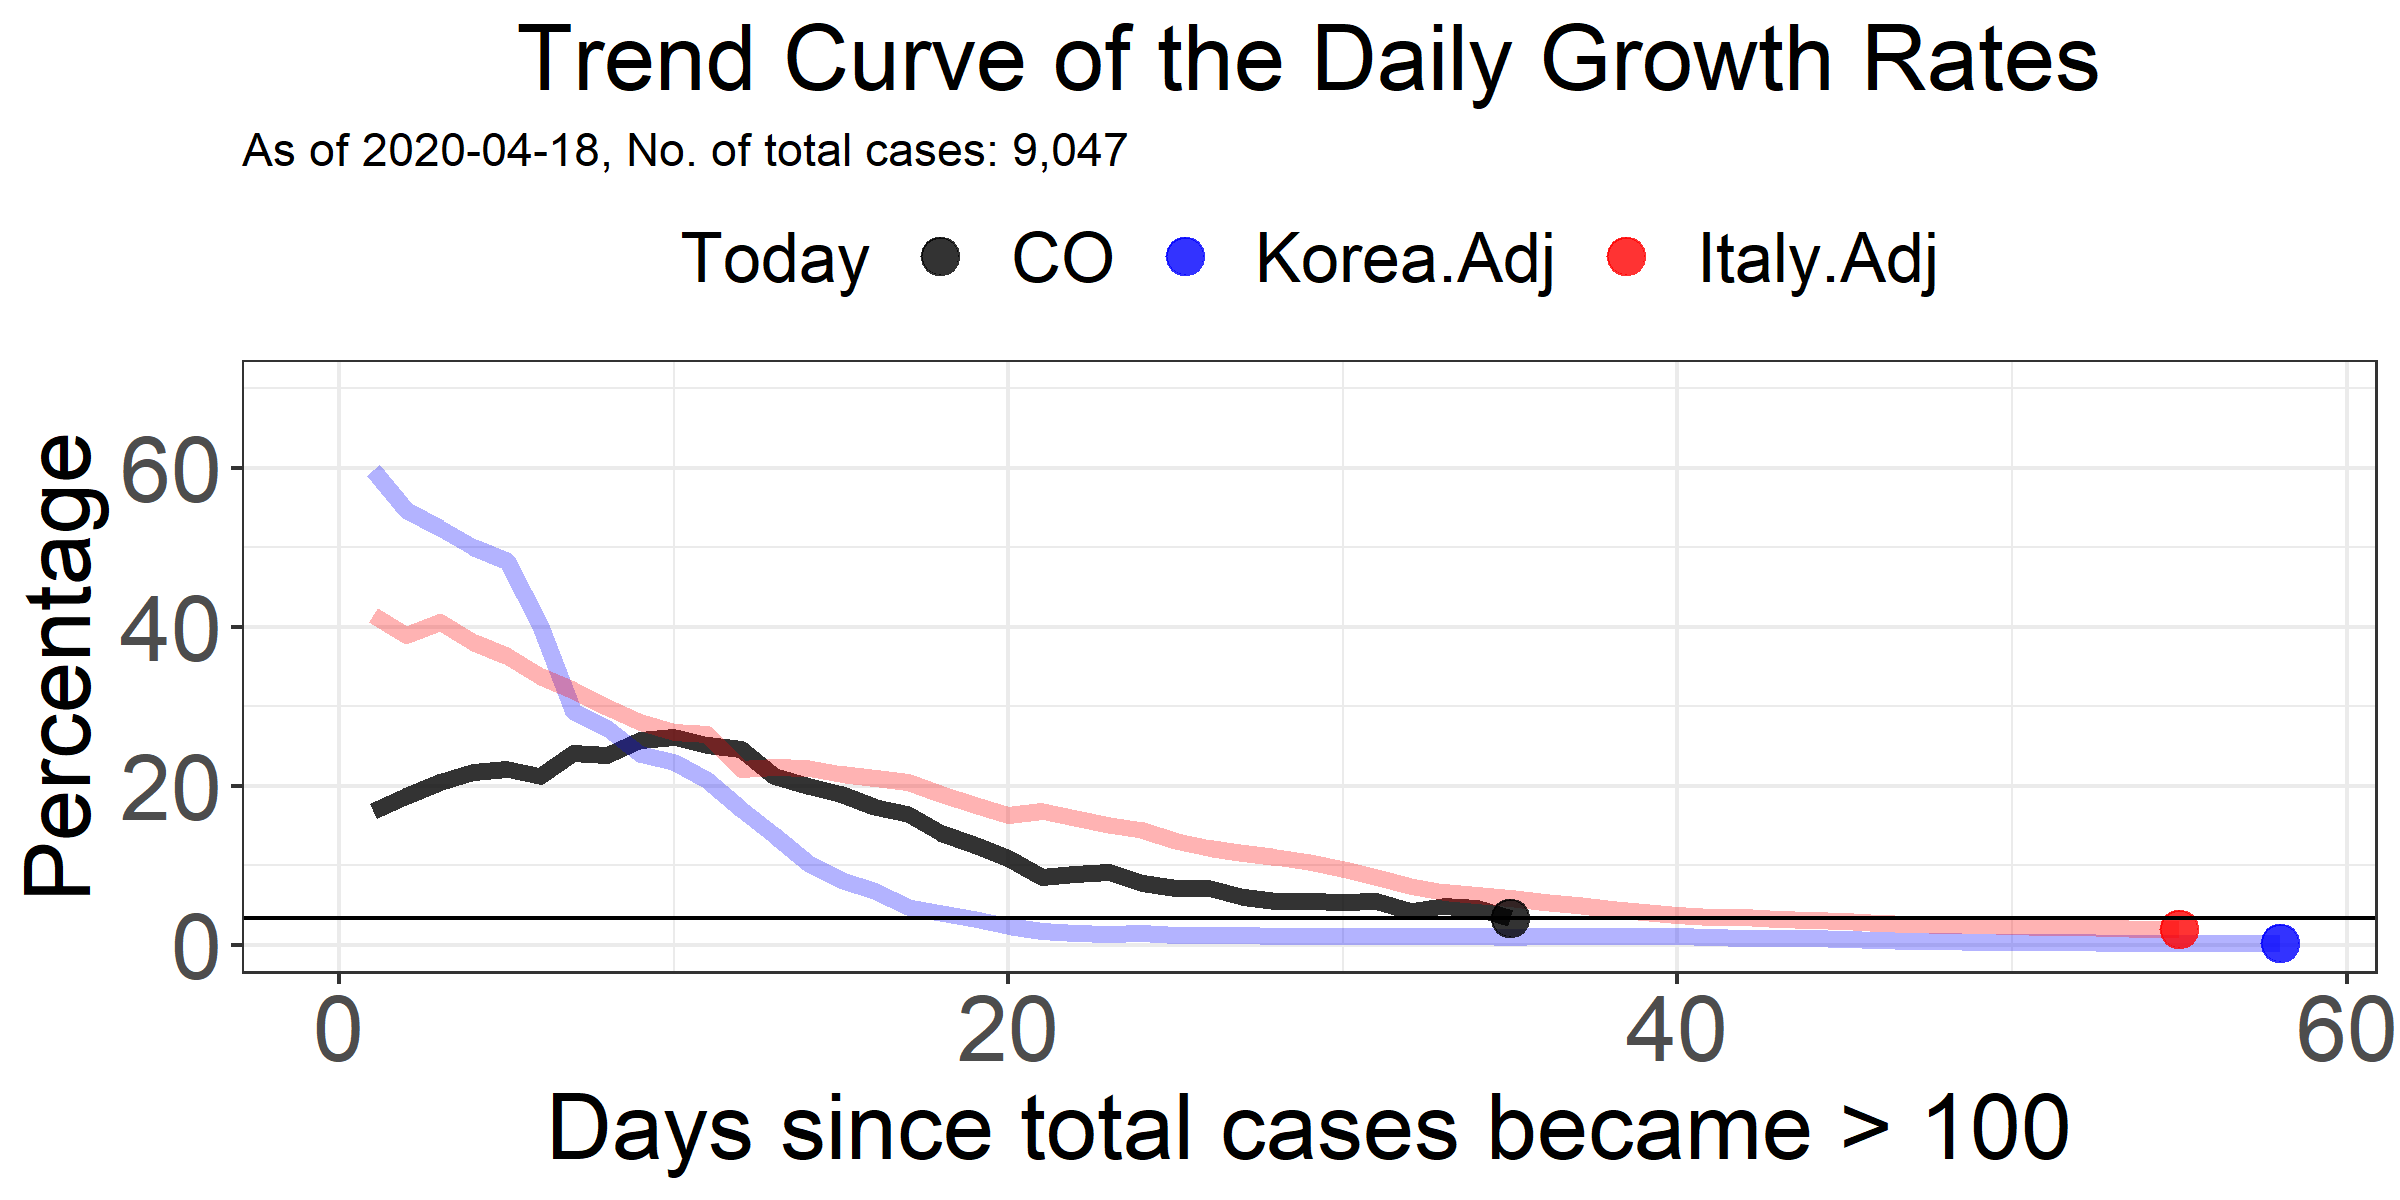 Trend Curve of the Daily Growth Rates
As of 2020-04-18, No. of total cases: 9,047
Today CO Korea.Adj Italy.Adj
Percentage
60
40
20
0
0 20 40 60
Days since total cases became > 100